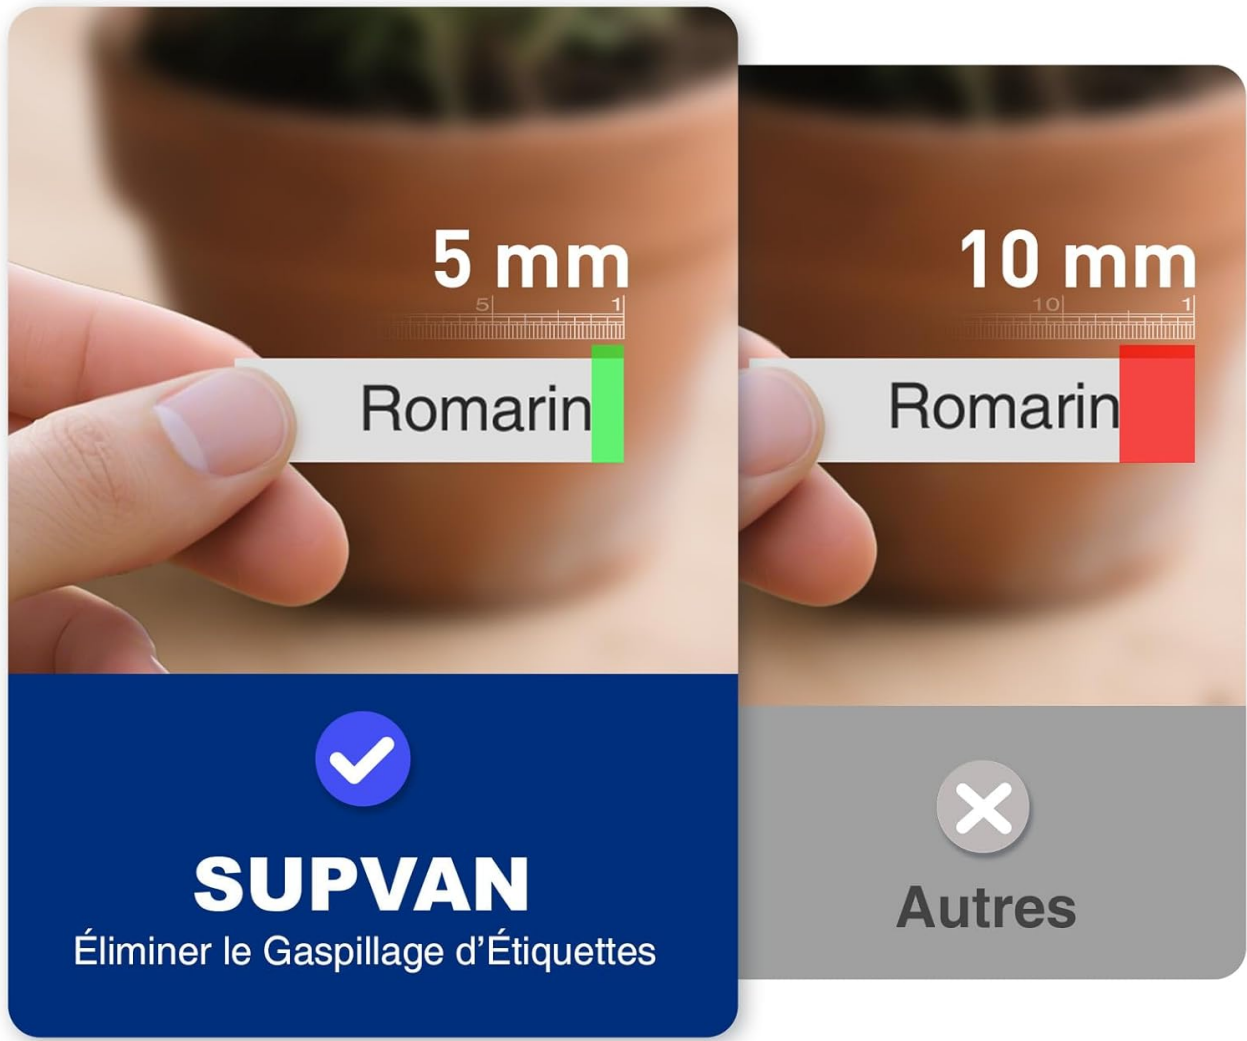 5 mm
5 1
Romarin
SUPVAN
Éliminer le Gaspillage d'Étiquettes
10 mm
10 1
Romarin
Autres